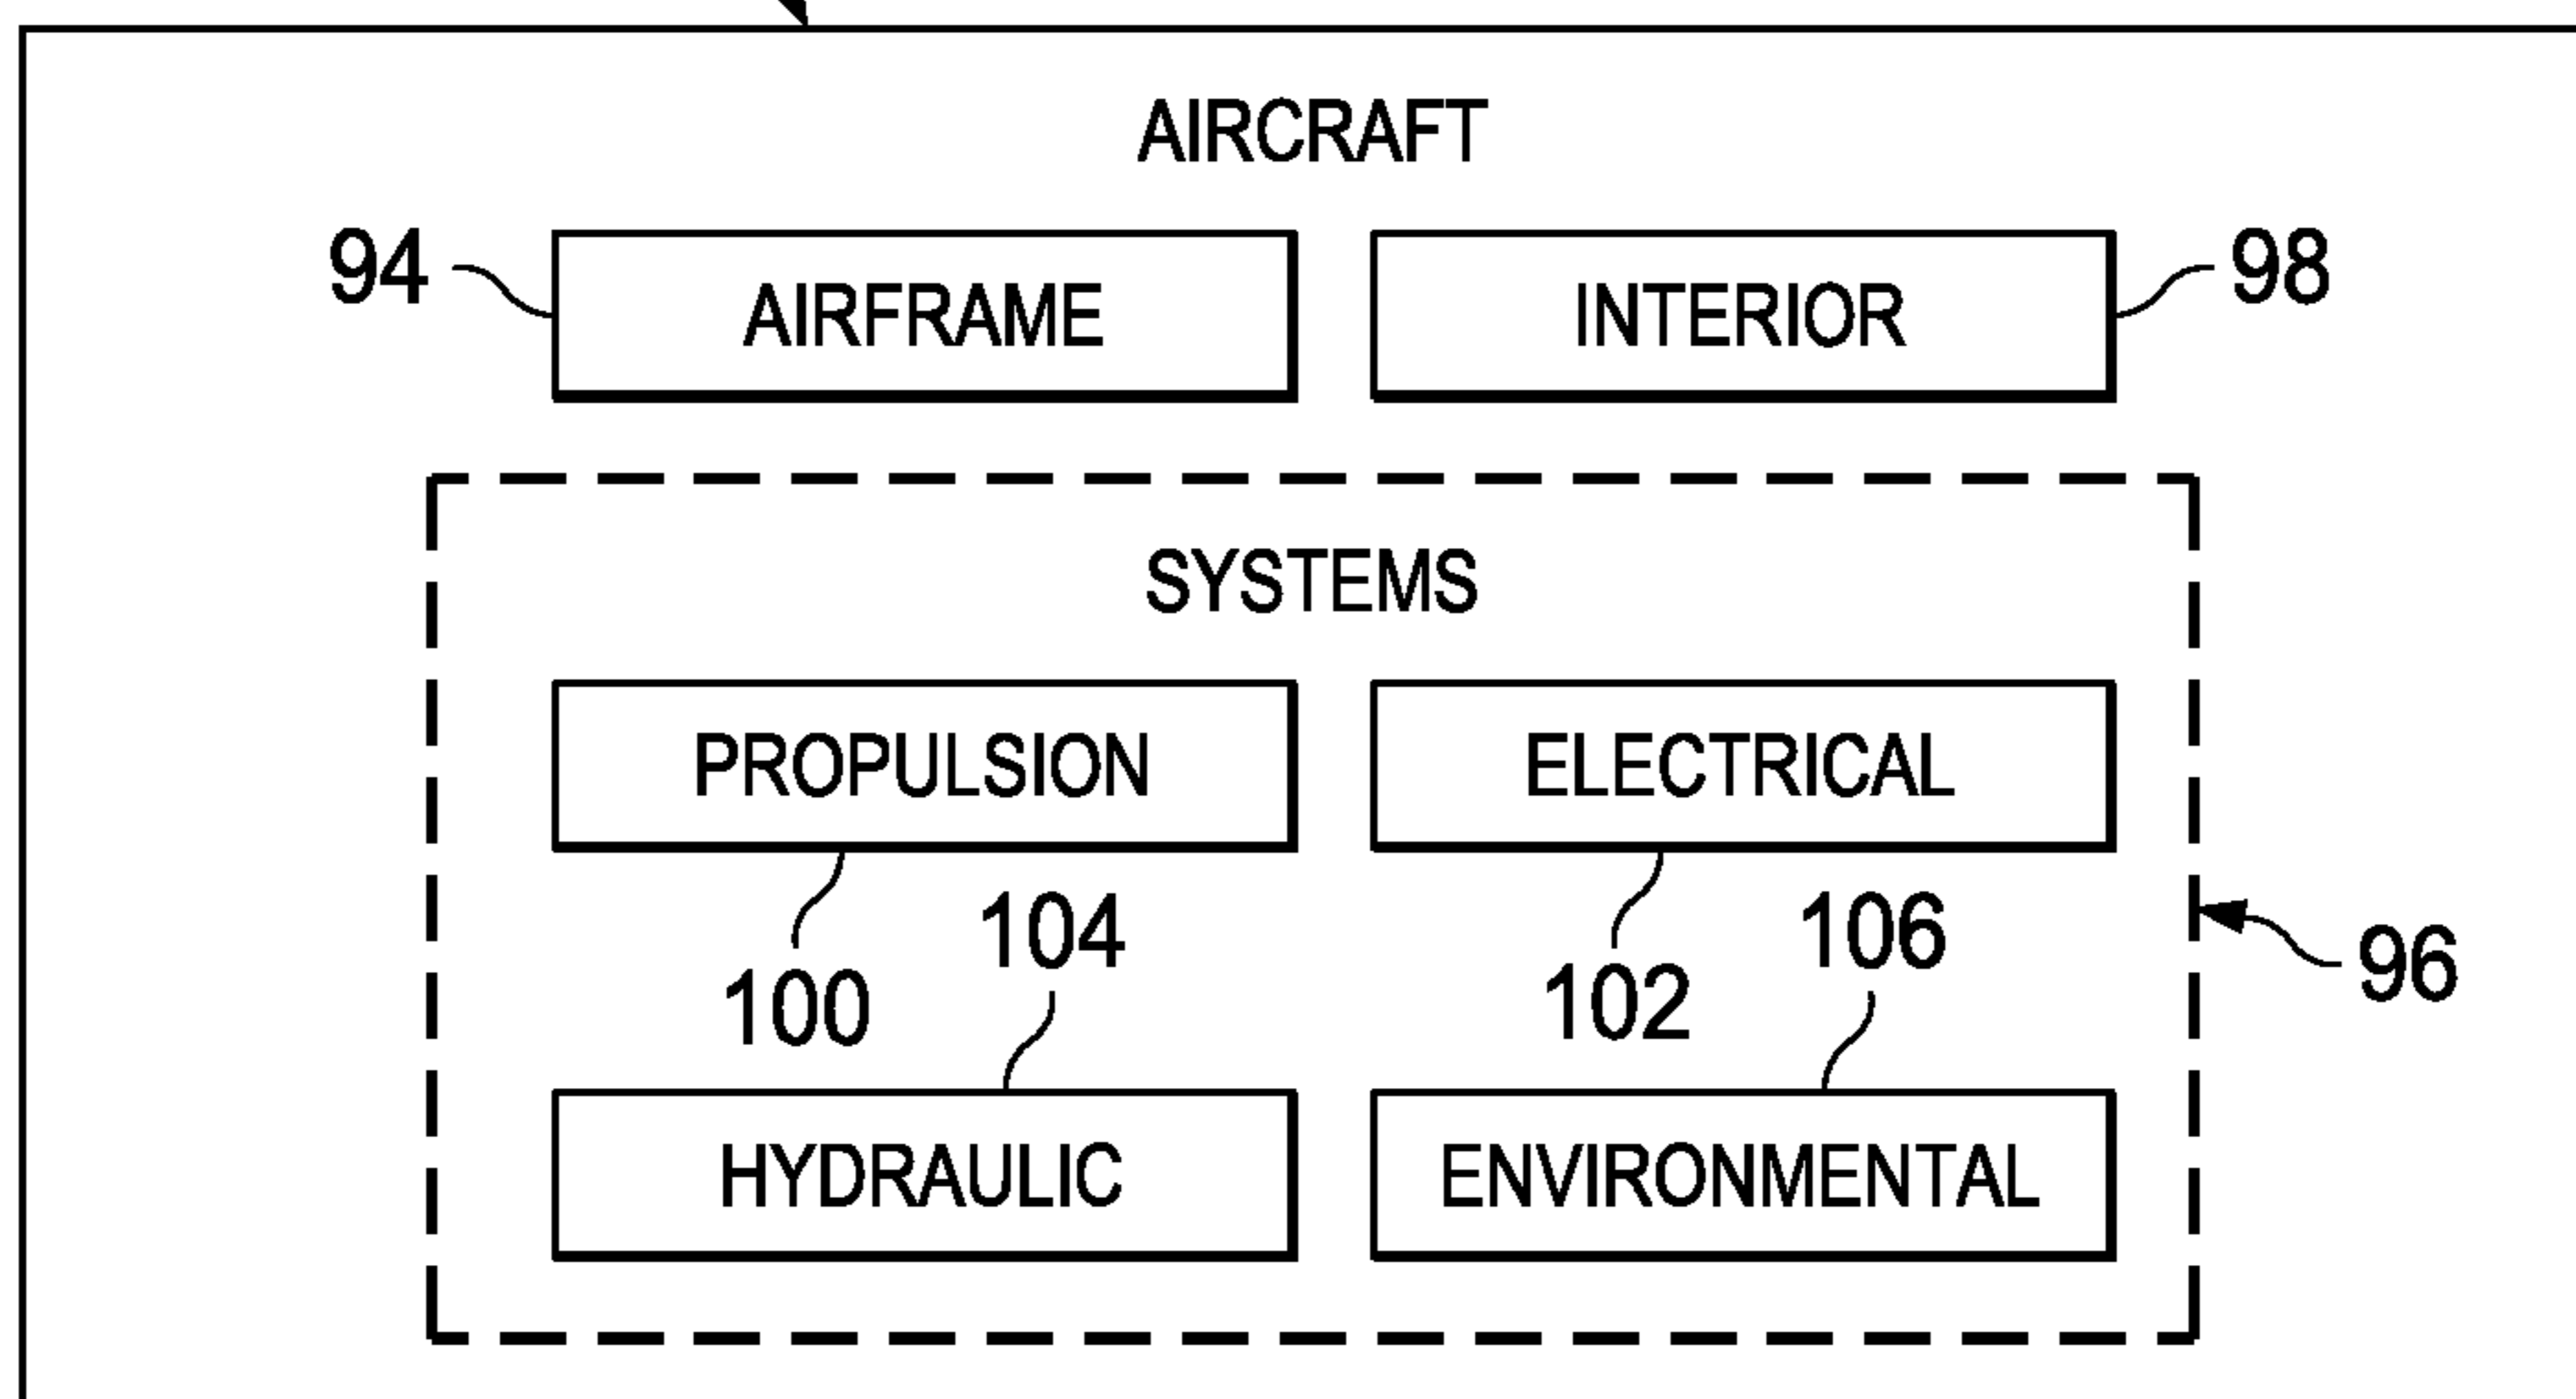 AIRCRAFT
94 AIRFRAME INTERIOR 98
SYSTEMS
PROPULSION ELECTRICAL
104 106
100 102 96
HYDRAULIC ENVIRONMENTAL